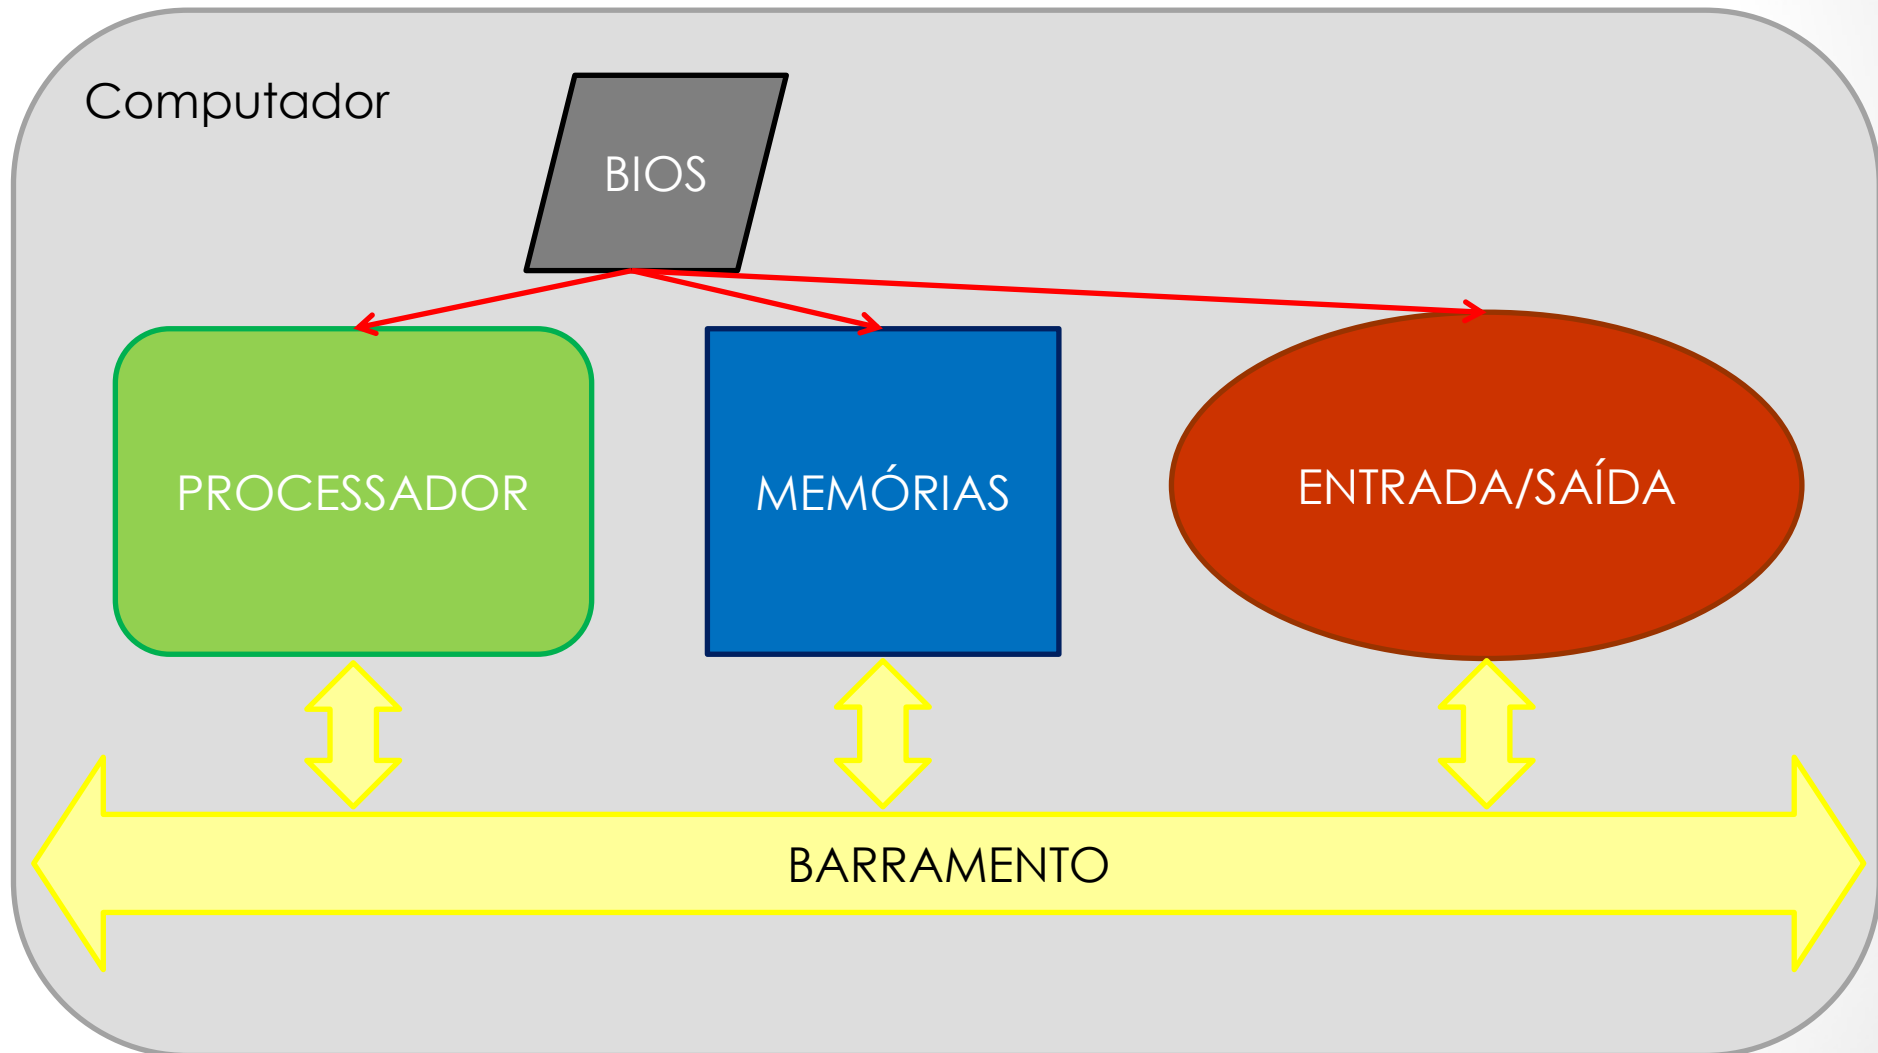 Computador
BIOS
PROCESSADOR
MEMÓRIAS
ENTRADA/SAÍDA
BARRAMENTO